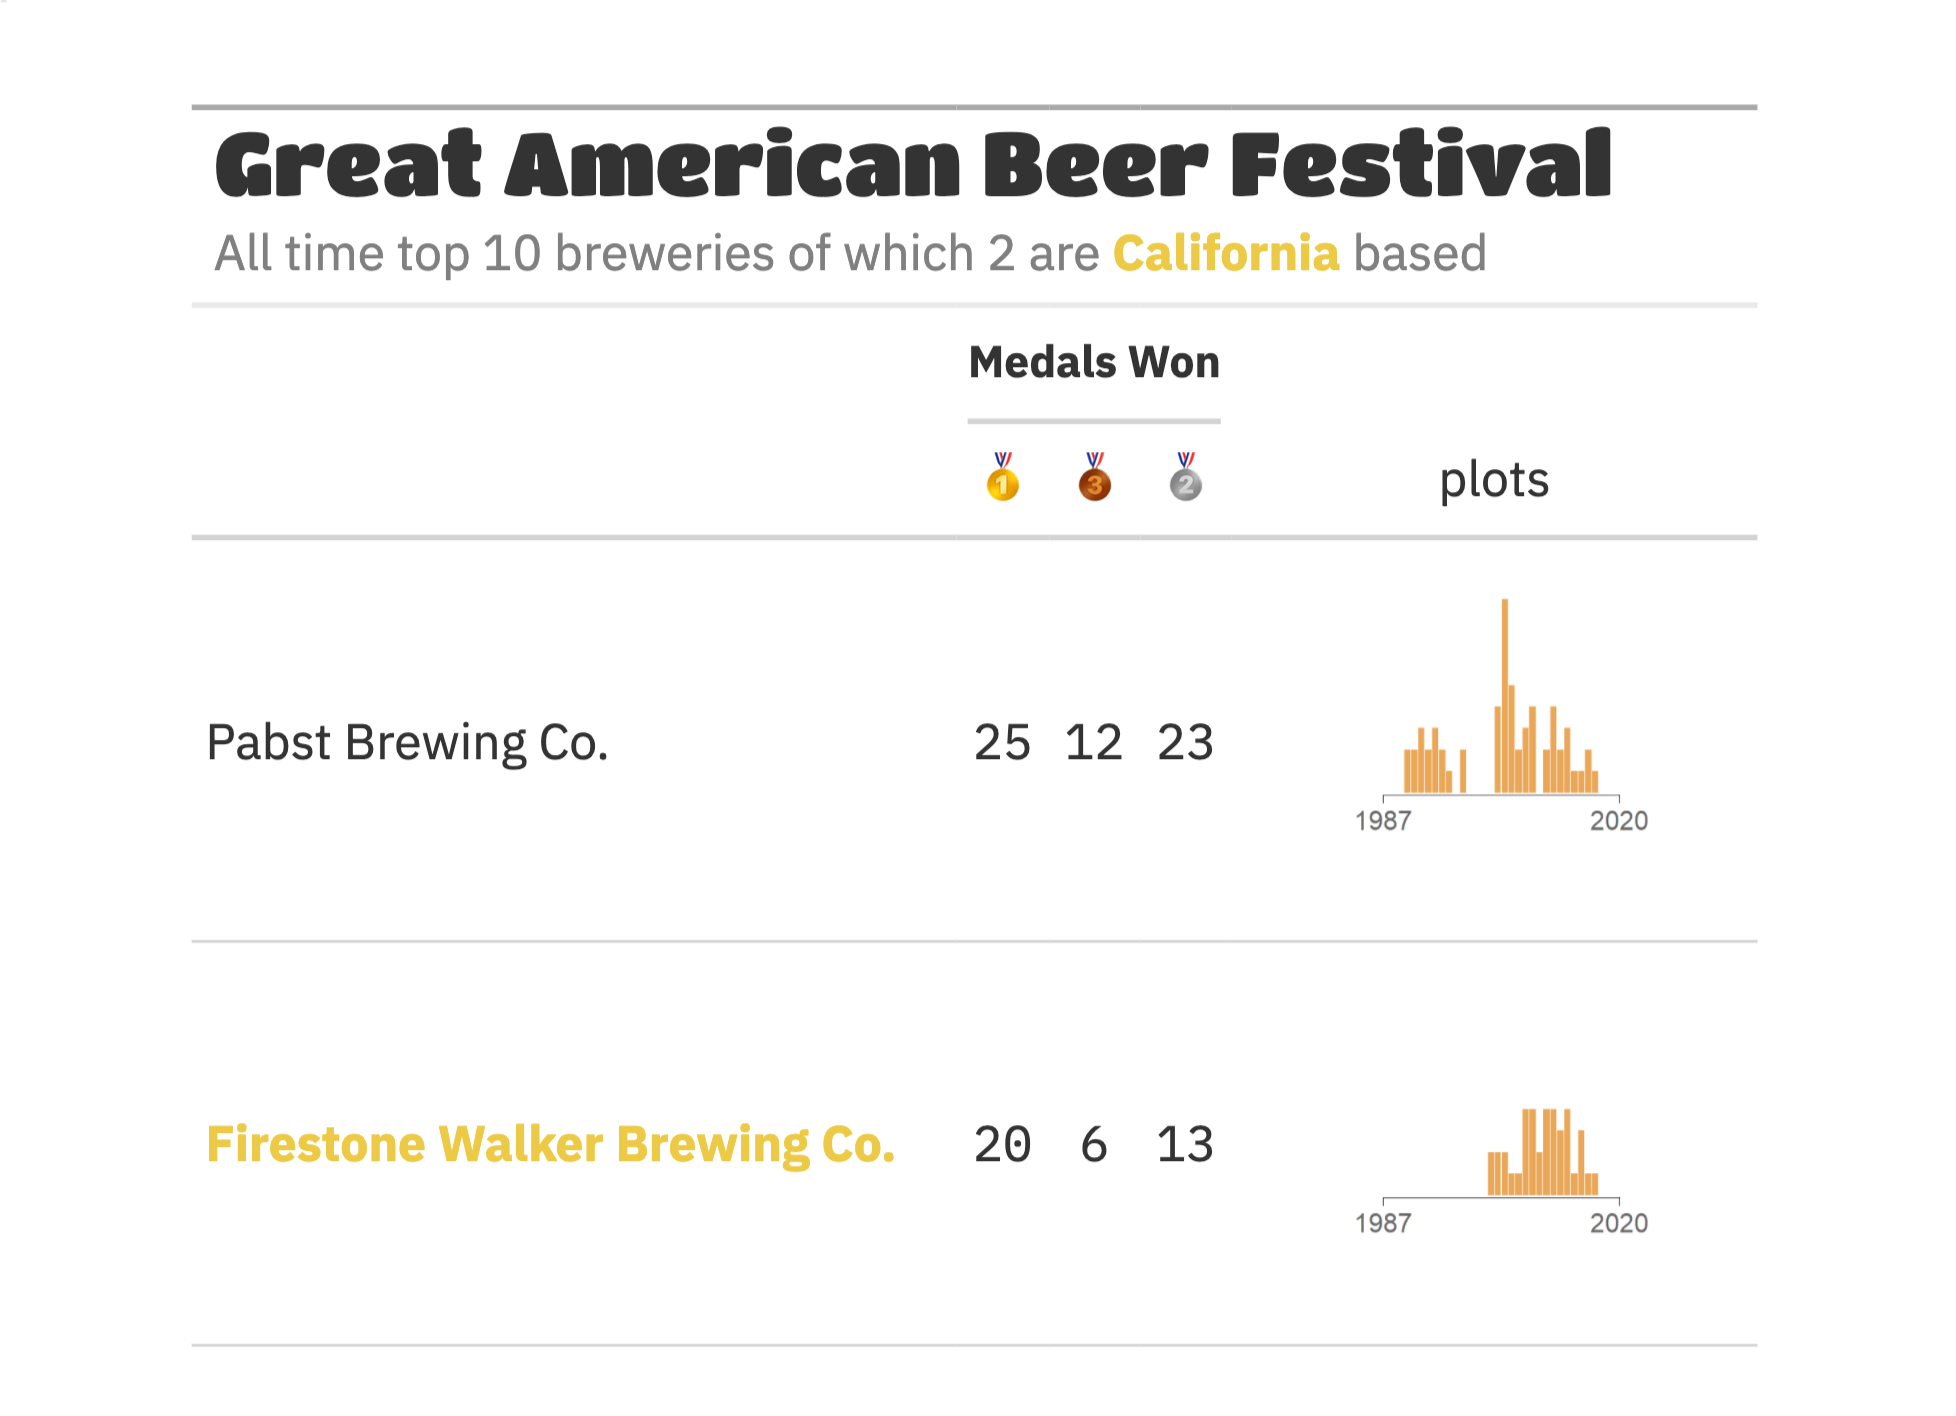 Great American Beer Festival
All time top 10 breweries of which 2 are California based
Medals Won
1 3 2 plots
Pabst Brewing Co. 25 12 23
1987 2020
Firestone Walker Brewing Co. 20 6 13
1987 2020